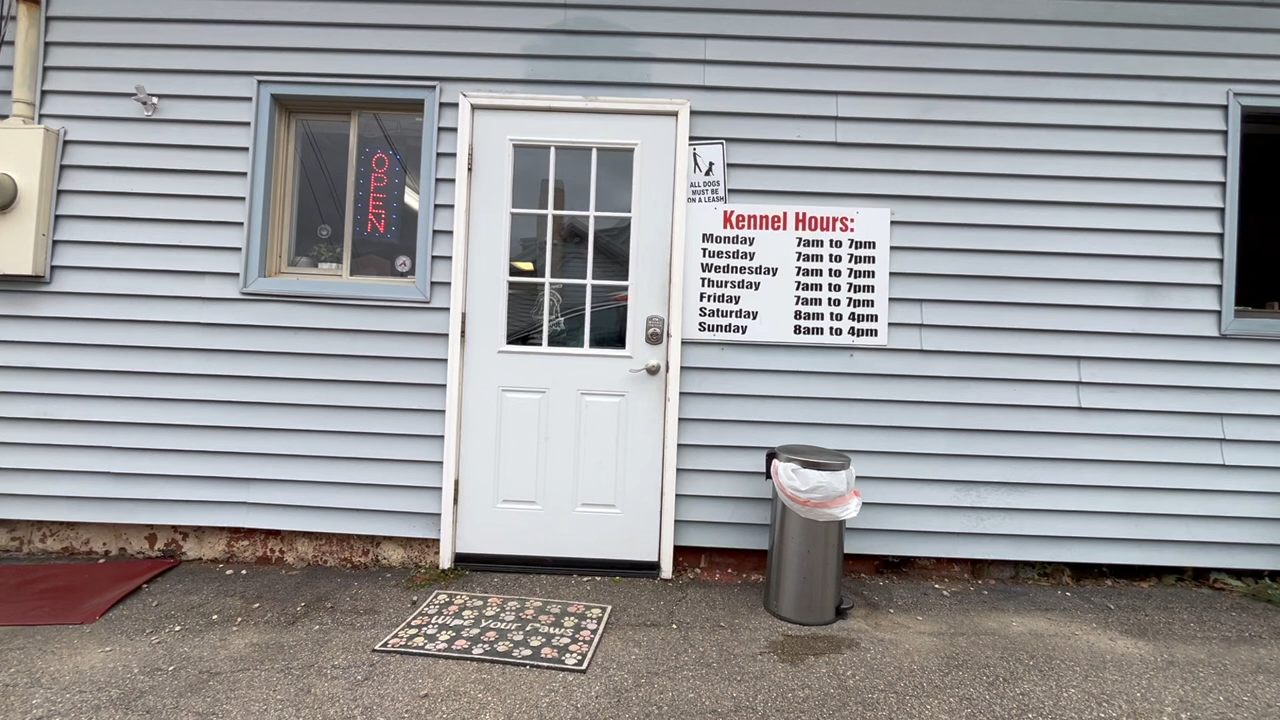 OPEN
ALL DOGS
MUST BE
ON A LEASH
Kennel Hours:
Monday 7am to 7pm
Tuesday 7am to 7pm
Wednesday 7am to 7pm
Thursday 7am to 7pm
Friday 7am to 7pm
Saturday 8am to 4pm
Sunday 8am to 4pm
Wipe Your Paws